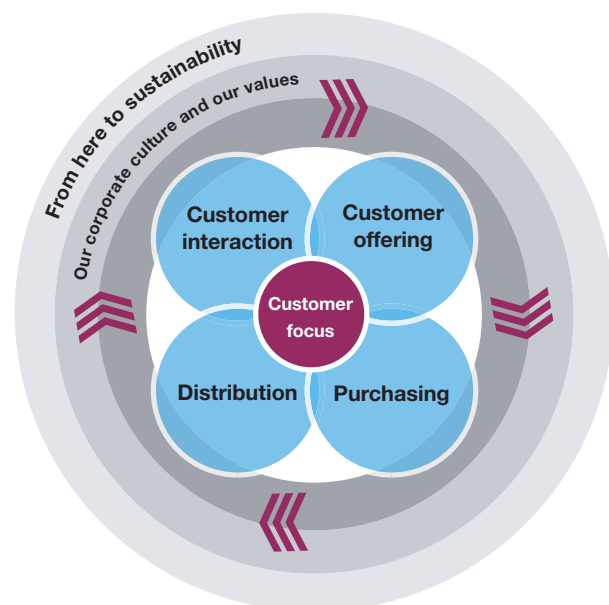 From here to sustainability
Our corporate culture and our values
Customer
interaction
Customer
offering
Customer
focus
Distribution
Purchasing